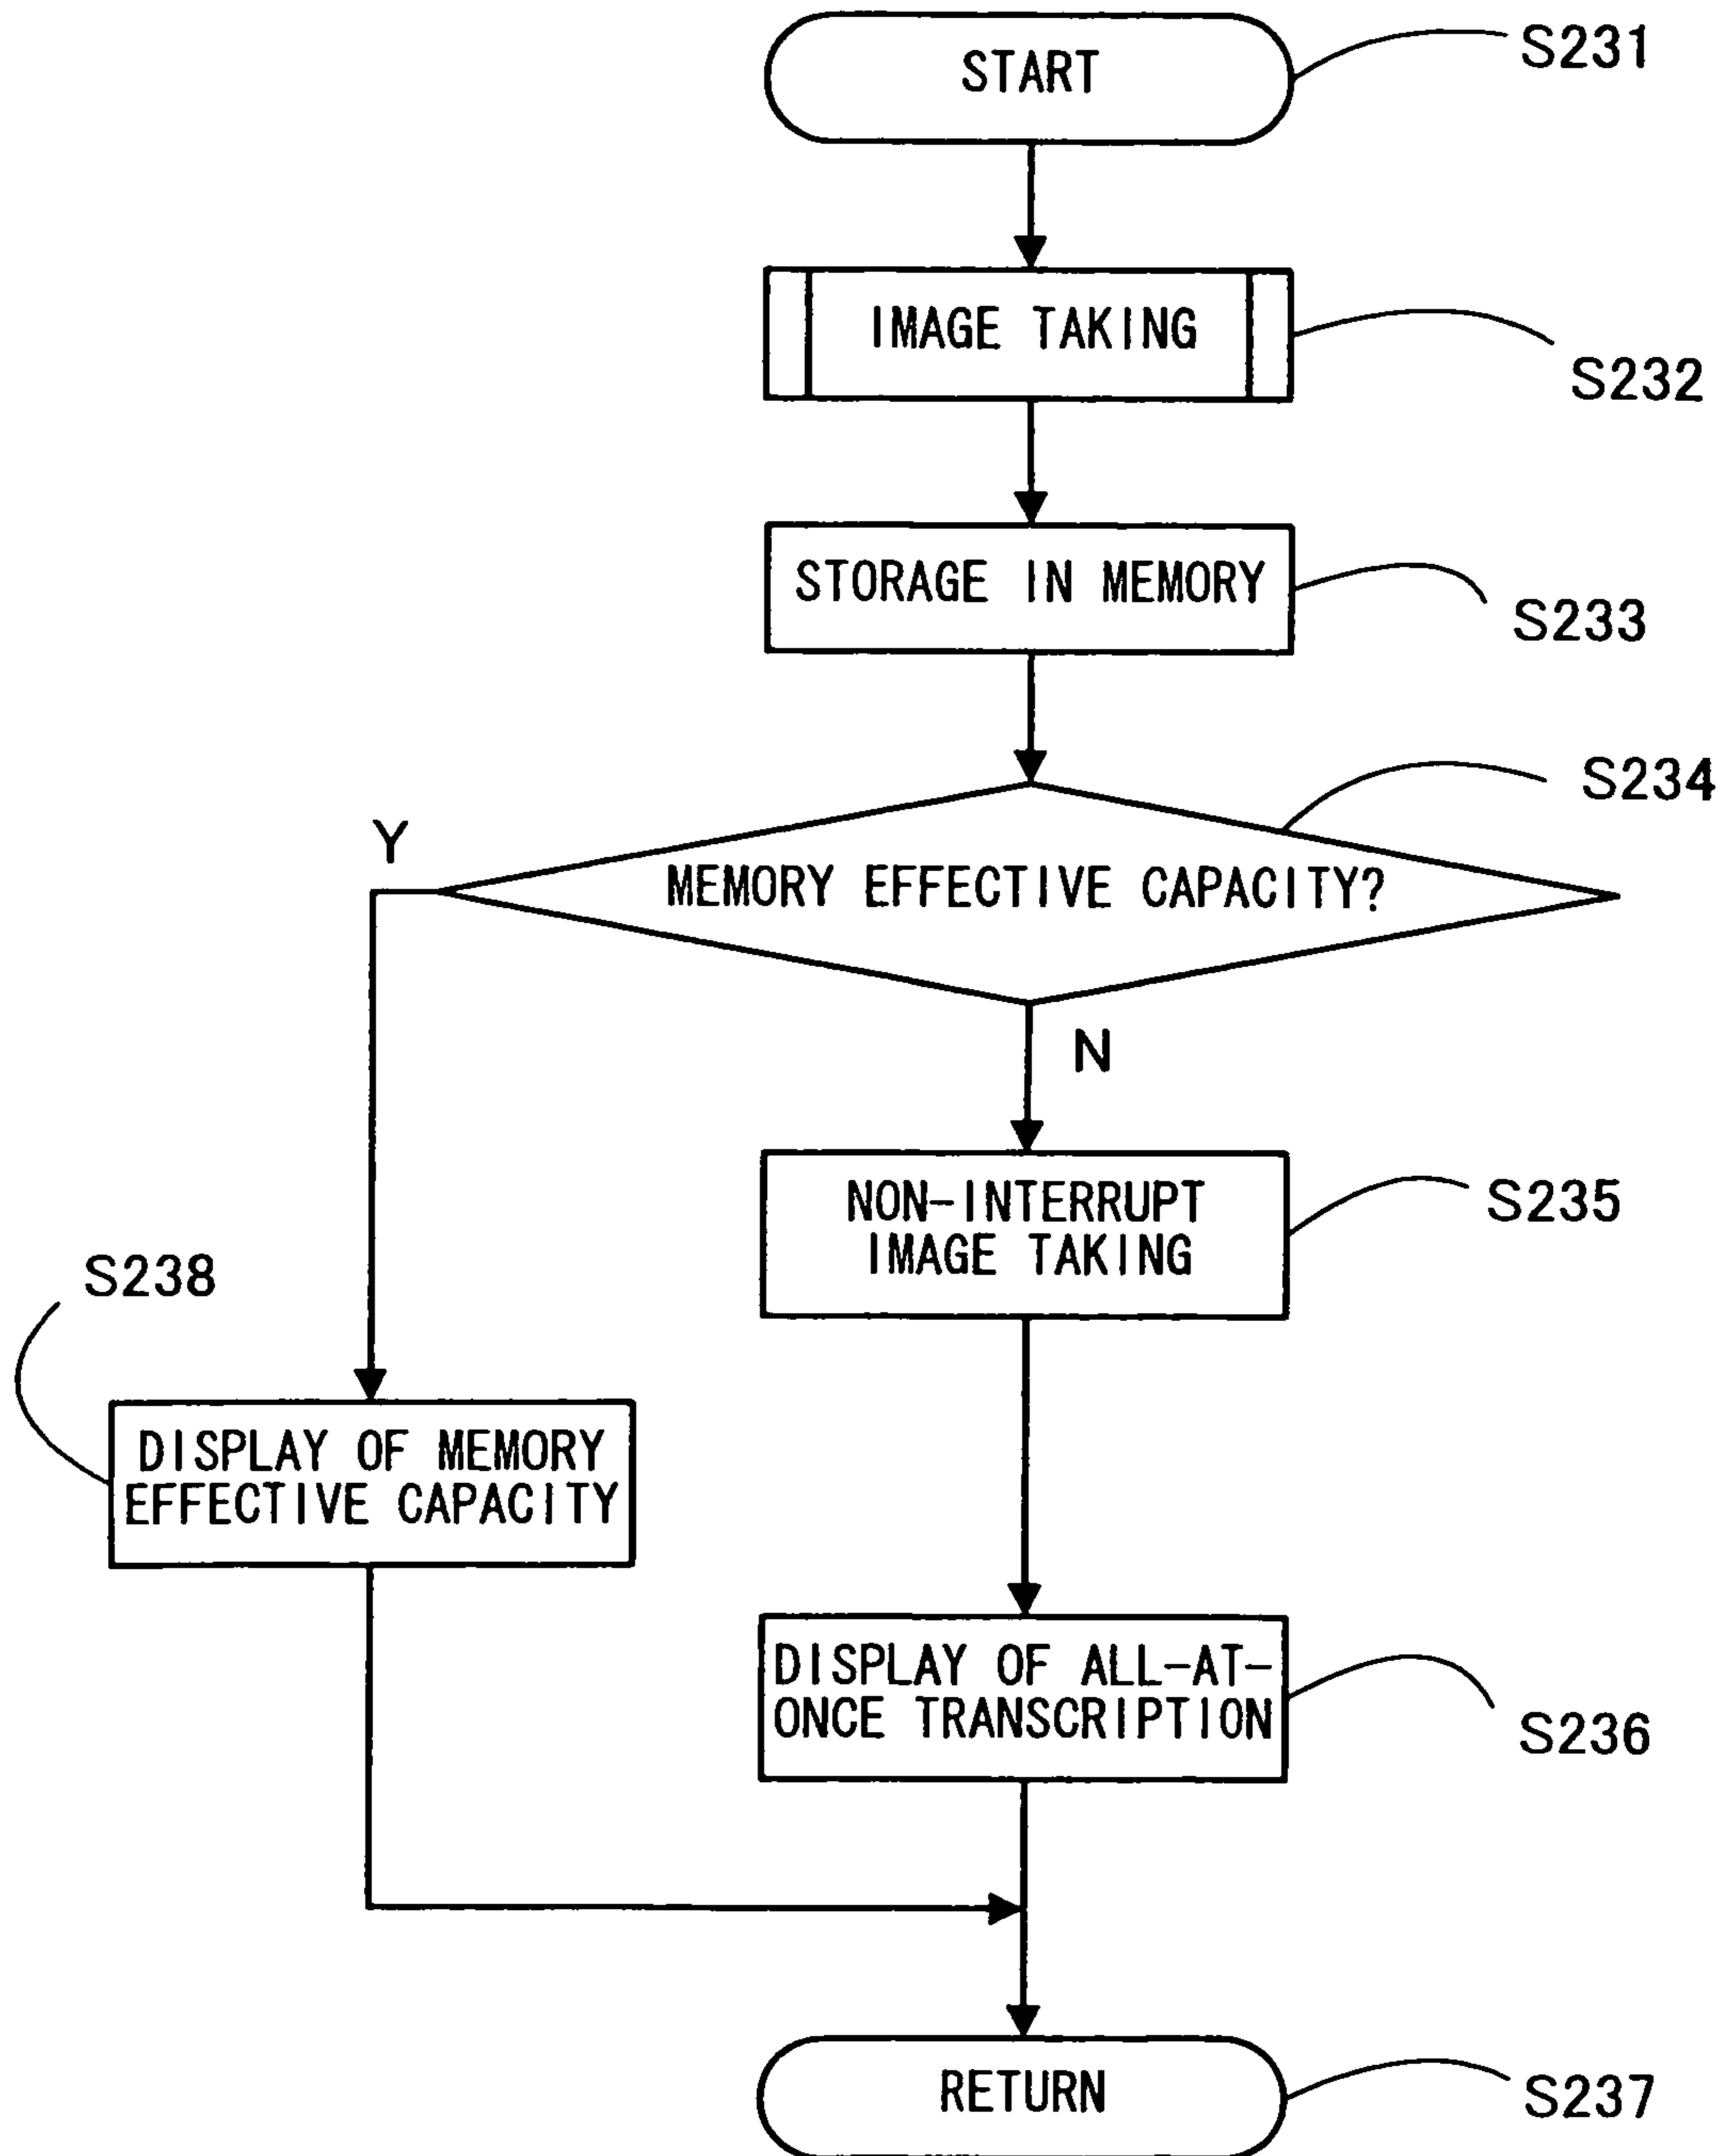 START
S231
IMAGE TAKING
S232
STORAGE IN MEMORY
S233
S234
Y
MEMORY EFFECTIVE CAPACITY?
N
NON-INTERRUPT
IMAGE TAKING
S235
S238
DISPLAY OF MEMORY
EFFECTIVE CAPACITY
DISPLAY OF ALL-AT-
ONCE TRANSCRIPTION
S236
RETURN
S237